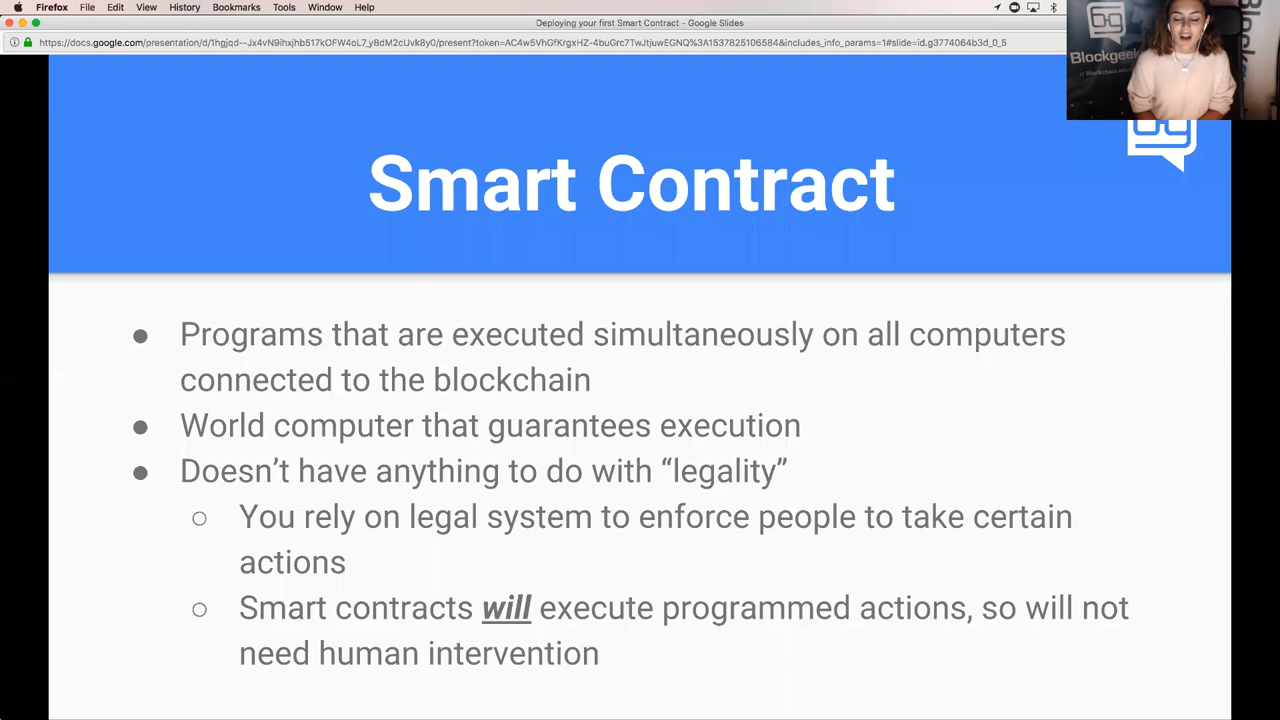 Firefox File Edit View History Bookmarks Tools Window Help
Deploying your first Smart Contract - Google Slides
Blockgeek
// Blockchain
Smart Contract
● Programs that are executed simultaneously on all computers
connected to the blockchain
● World computer that guarantees execution
● Doesn't have anything to do with “legality”
○ You rely on legal system to enforce people to take certain
actions
○ Smart contracts will execute programmed actions, so will not
need human intervention